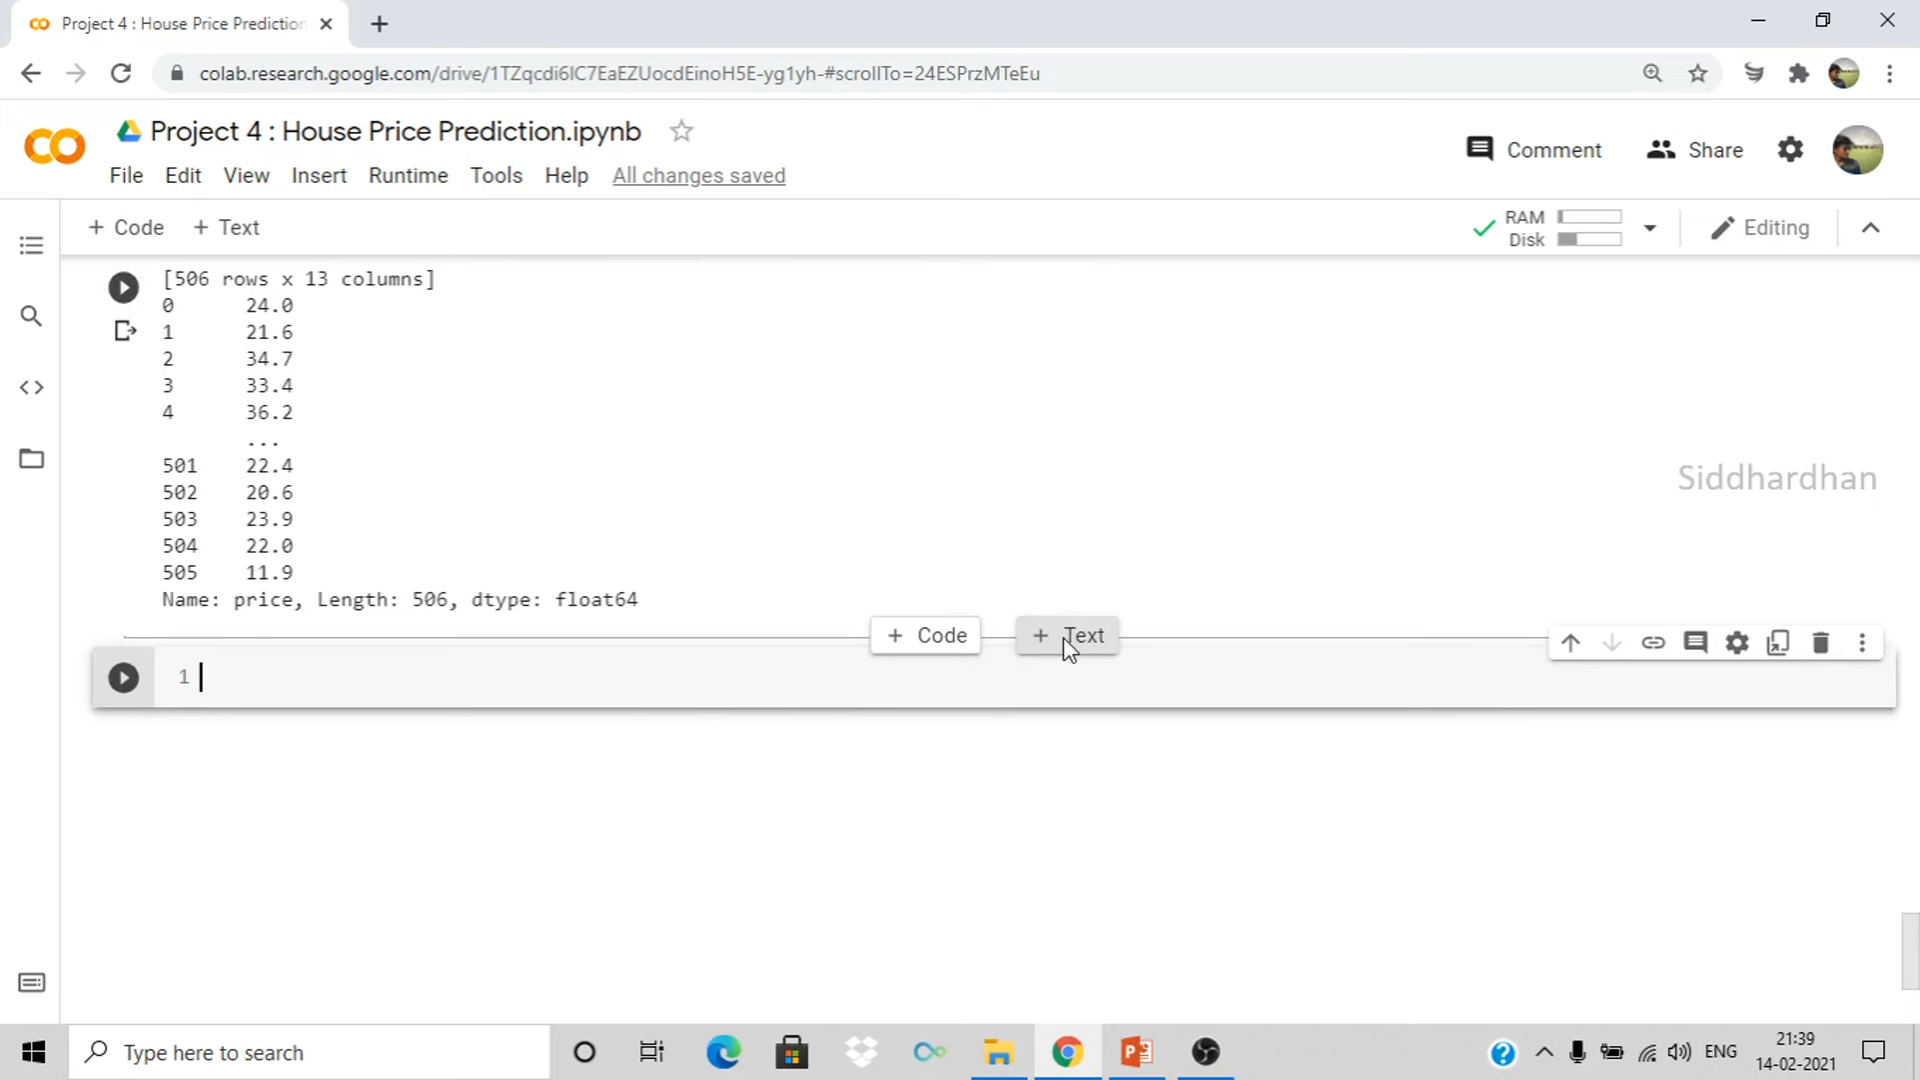 Project 4 : House Price Prediction
colab.research.google.com/drive/1TZqcdi6IC7EaEZUocdEinoH5E-yg1yh-#scrollTo=24ESPrzMTeEu
Project 4 : House Price Prediction.ipynb
Comment Share
File Edit View Insert Runtime Tools Help All changes saved
+ Code + Text
RAM
Disk
Editing
[506 rows x 13 columns]
0 24.0
1 21.6
2 34.7
3 33.4
4 36.2
...
501 22.4
502 20.6
503 23.9
504 22.0
505 11.9
Name: price, Length: 506, dtype: float64
Siddhardhan
+ Code + Text
1
Type here to search
ENG
21:39
14-02-2021